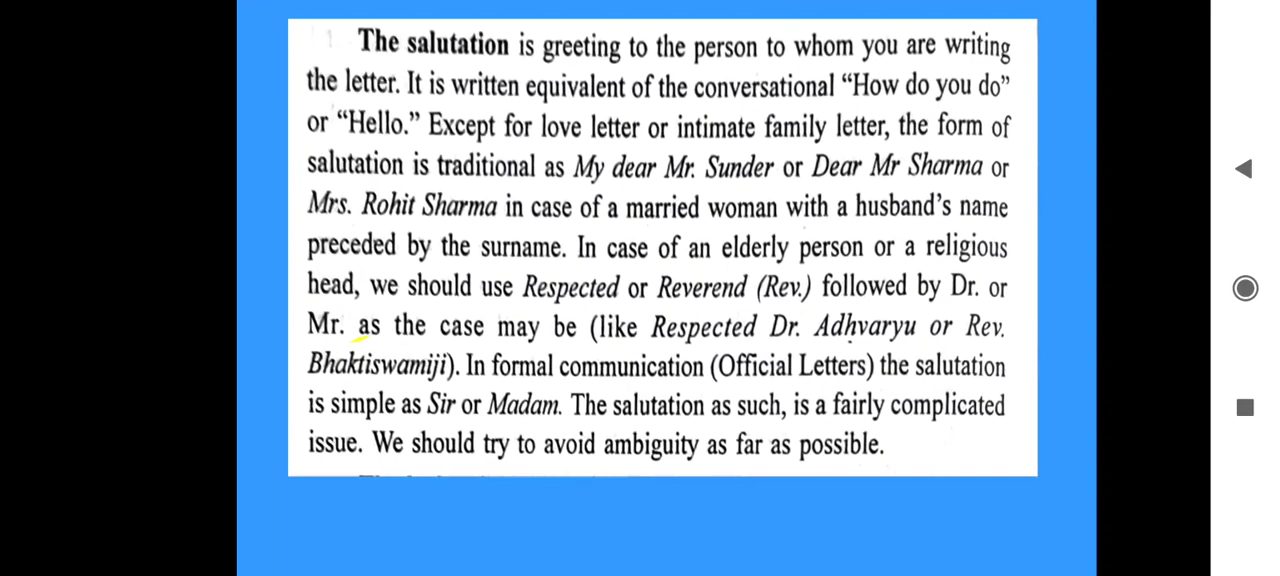 The salutation is greeting to the person to whom you are writing
the letter. It is written equivalent of the conversational “How do you do”
or “Hello.” Except for love letter or intimate family letter, the form of
salutation is traditional as My dear Mr. Sunder or Dear Mr Sharma or
Mrs. Rohit Sharma in case of a married woman with a husband’s name
preceded by the surname. In case of an elderly person or a religious
head, we should use Respected or Reverend (Rev.) followed by Dr. or
Mr. as the case may be (like Respected Dr. Adhvaryu or Rev.
Bhaktiswamiji). In formal communication (Official Letters) the salutation
is simple as Sir or Madam. The salutation as such, is a fairly complicated
issue. We should try to avoid ambiguity as far as possible.